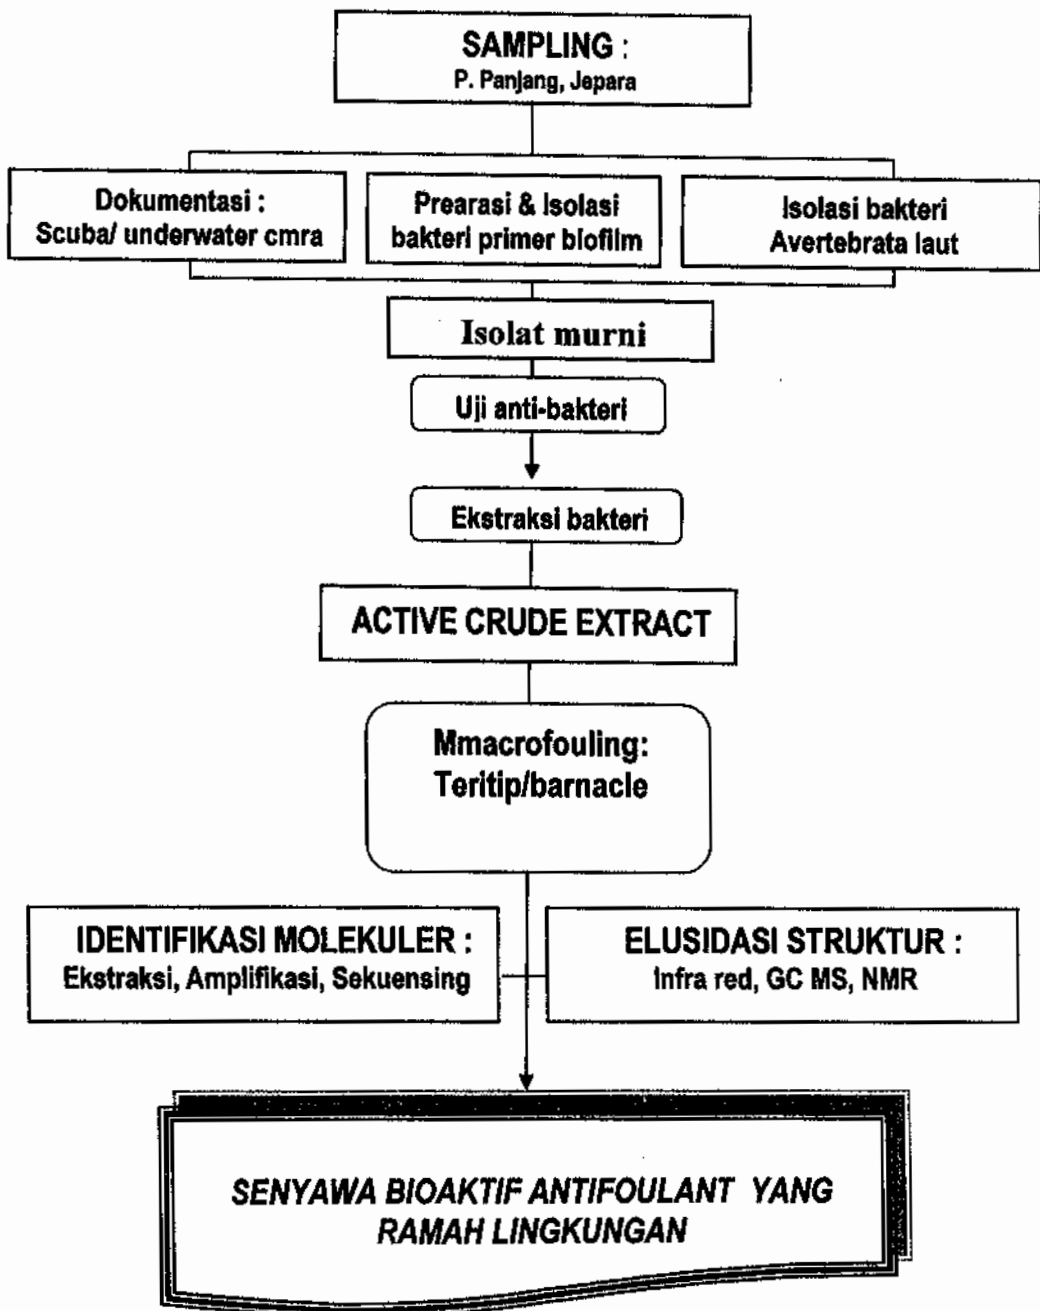 SAMPLING :
P. Panjang, Jepara
Dokumentasi :
Scuba/ underwater cmra
Prearasi & Isolasi
bakteri primer biofilm
Isolasi bakteri
Avertebrata laut
Isolat murni
Uji anti-bakteri
Ekstraksi bakteri
ACTIVE CRUDE EXTRACT
Mmacrofouling:
Teritip/barnacle
IDENTIFIKASI MOLEKULER :
Ekstraksi, Amplifikasi, Sekuensing
ELUSIDASI STRUKTUR :
Infra red, GC MS, NMR
SENYAWA BIOAKTIF ANTIFOULANT YANG
RAMAH LINGKUNGAN